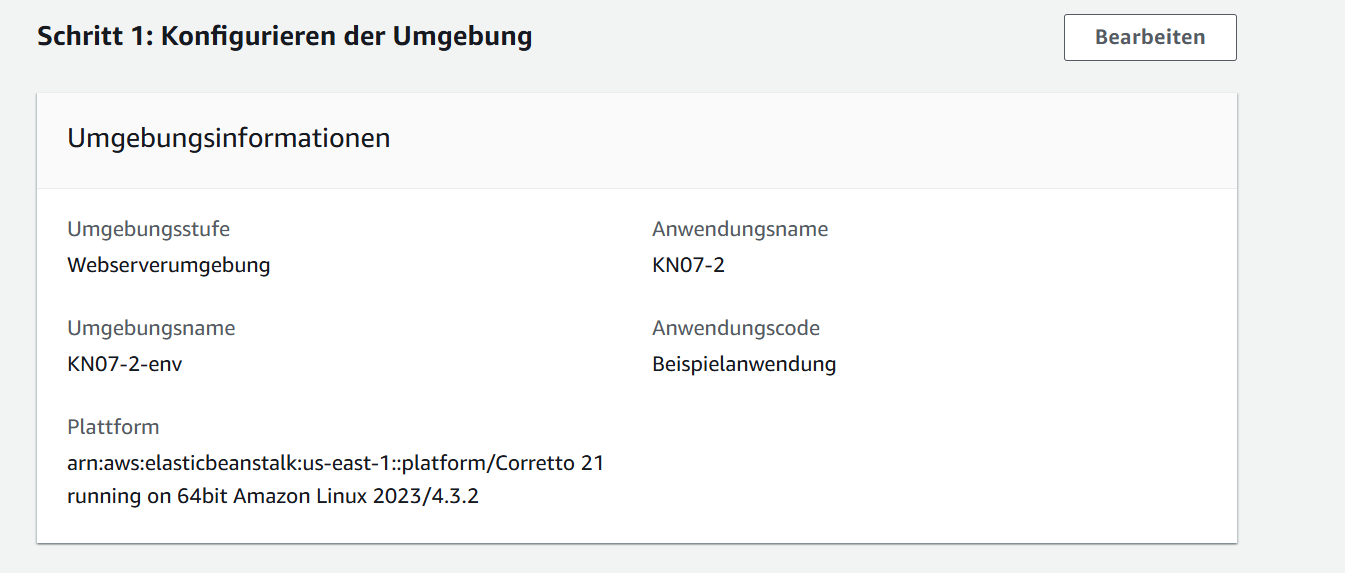 Schritt 1: Konfigurieren der Umgebung
Bearbeiten
Umgebungsinformationen
Umgebungsstufe
Webserverumgebung
Anwendungsname
KN07-2
Umgebungsname
KN07-2-env
Anwendungscode
Beispielanwendung
Plattform
arn:aws:elasticbeanstalk:us-east-1::platform/Corretto 21
running on 64bit Amazon Linux 2023/4.3.2